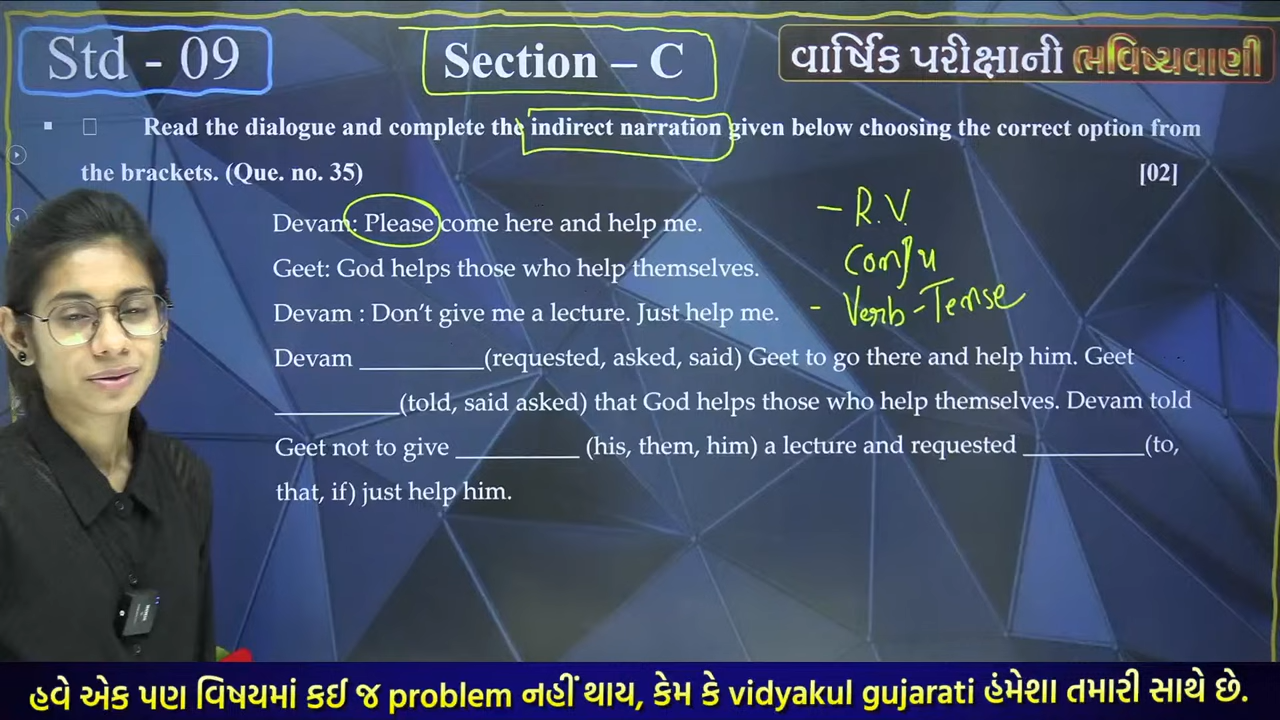 Std - 09
Section – C
વાર્ષિક પરીક્ષાની ભવિષ્યવાણી
Read the dialogue and complete the indirect narration given below choosing the correct option from
the brackets. (Que. no. 35) [02]
Devam: Please come here and help me.
Geet: God helps those who help themselves.
Devam : Don't give me a lecture. Just help me.
– R.V.
Conju
- Verb - Tense
Devam __________(requested, asked, said) Geet to go there and help him. Geet
__________(told, said asked) that God helps those who help themselves. Devam told
Geet not to give __________ (his, them, him) a lecture and requested __________(to,
that, if) just help him.
હવે એક પણ વિષયમાં કઈ જ problem નહીં થાય, કેમ કે vidyakul gujarati હંમેશા તમારી સાથે છે.